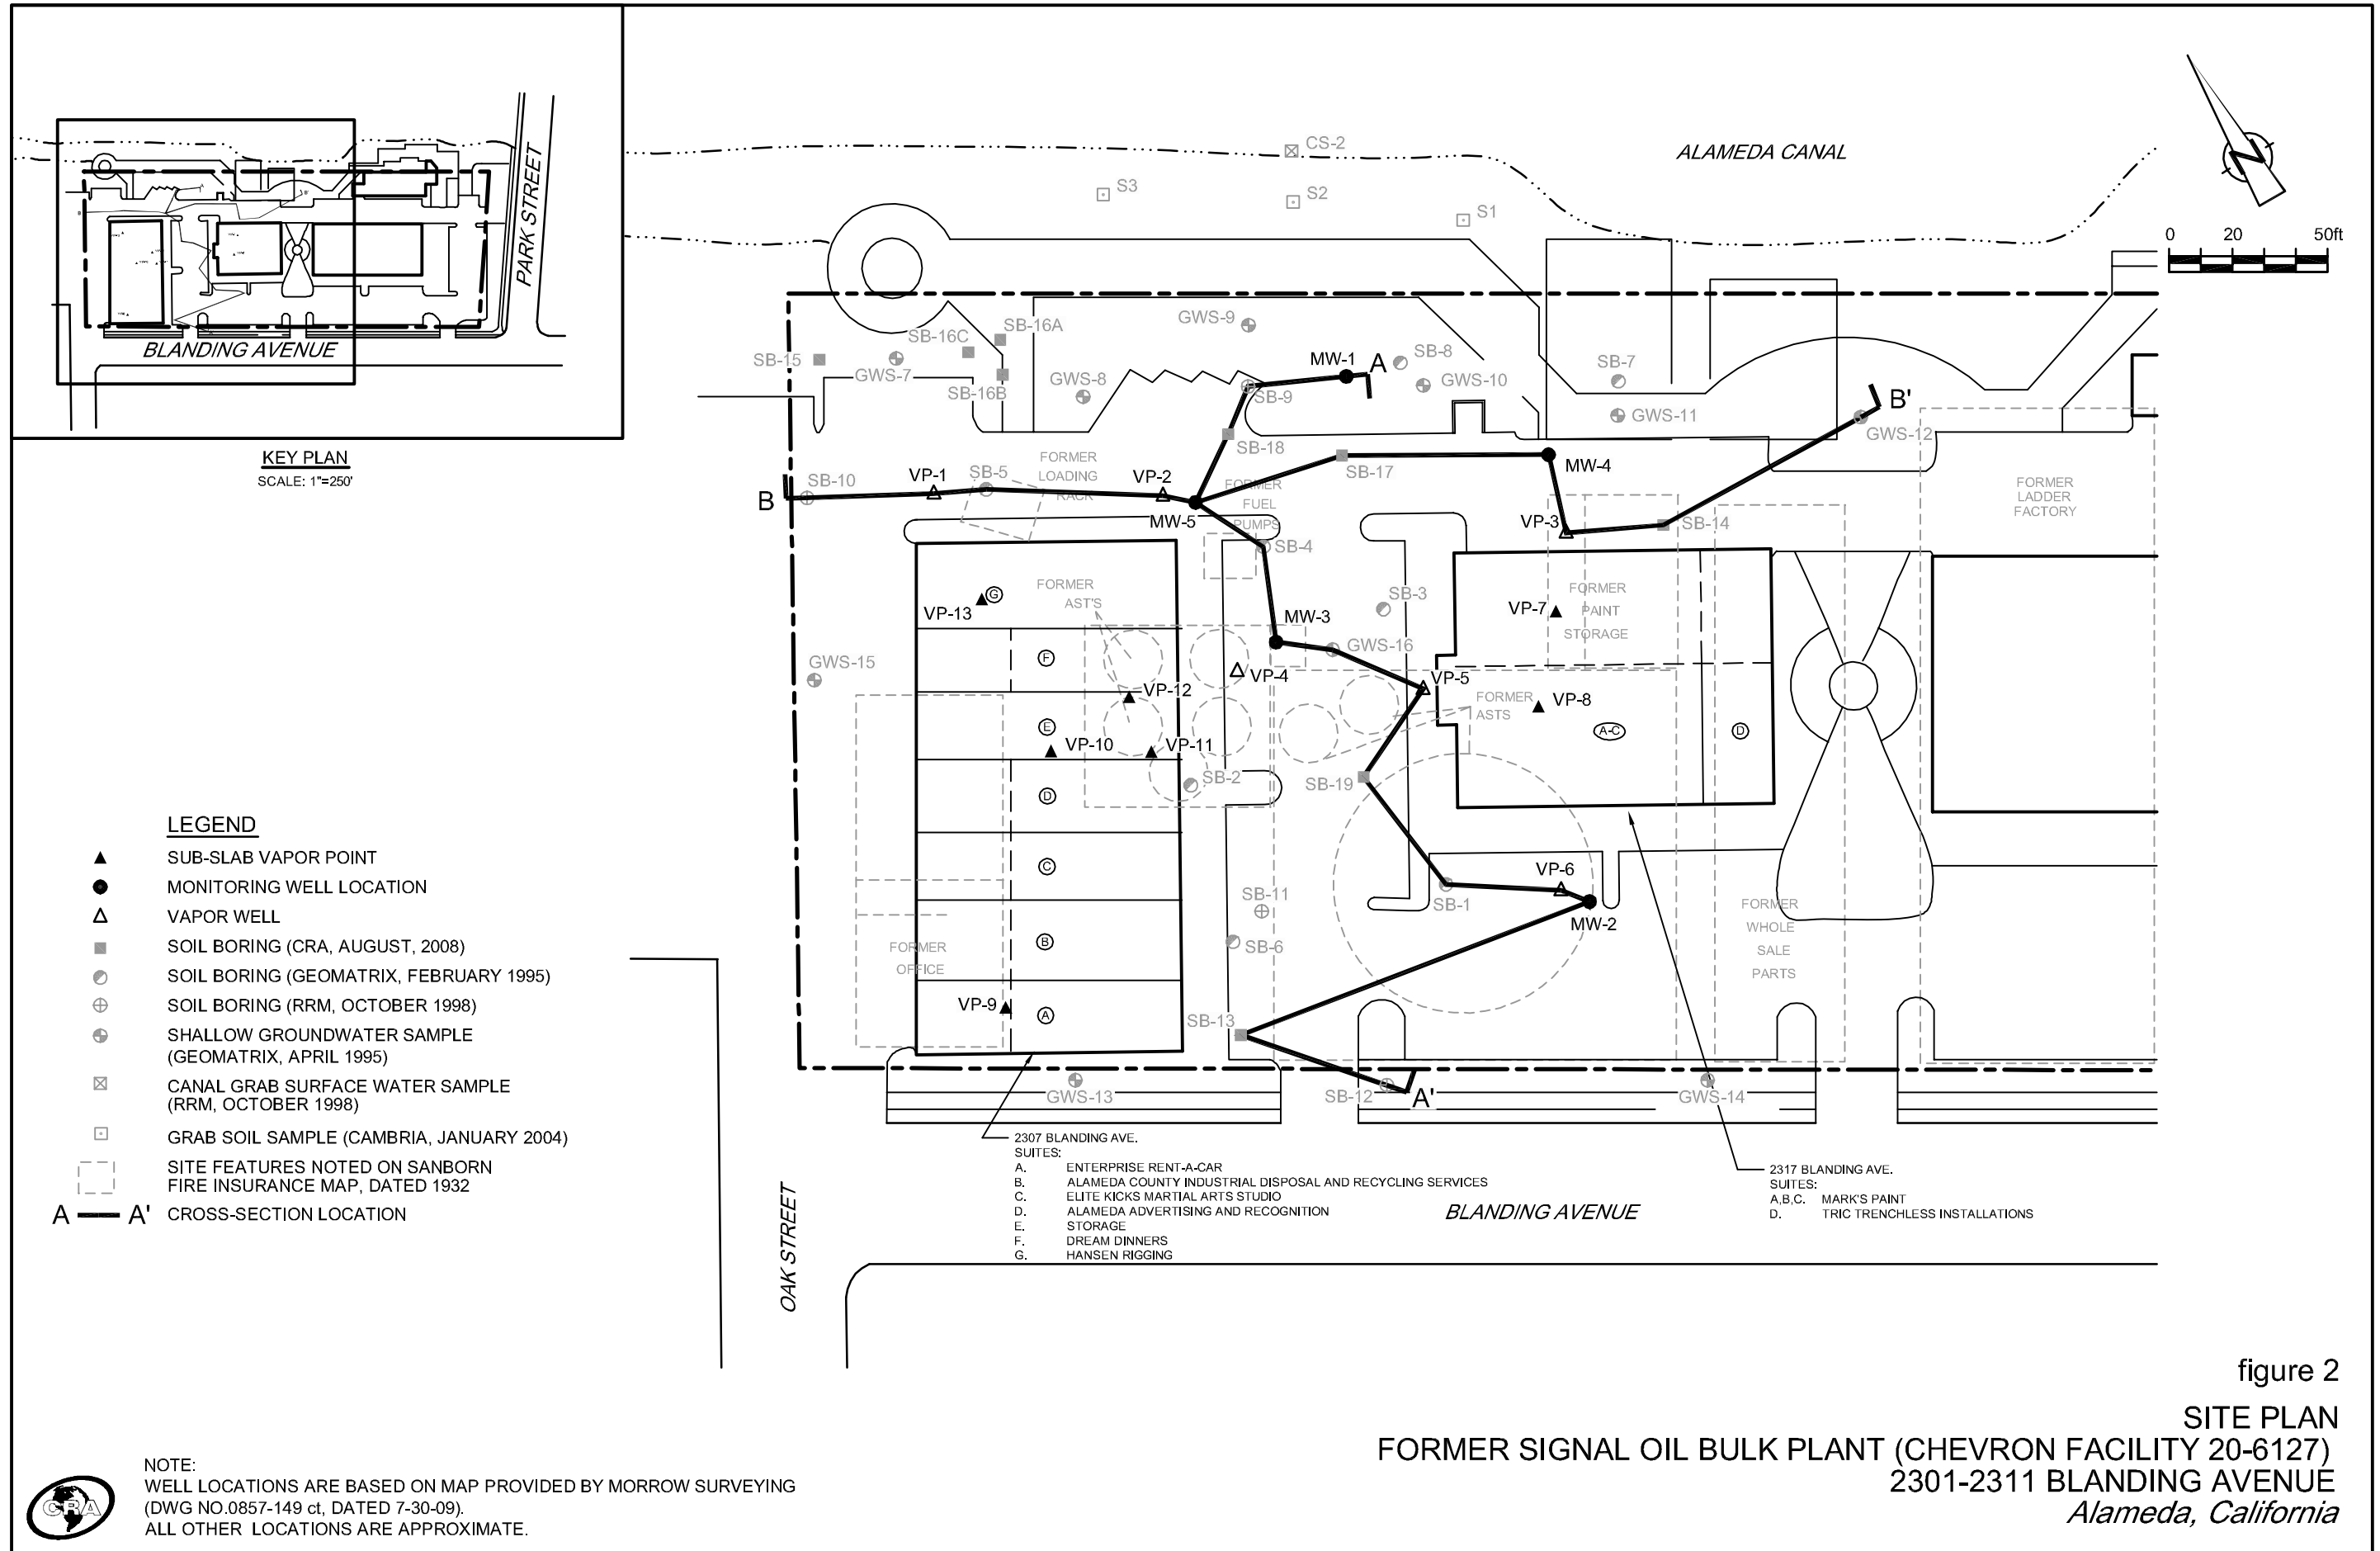 PARK STREET
BLANDING AVENUE
KEY PLAN
SCALE: 1"=250'
ALAMEDA CANAL
N
0 20 50ft
CS-2
S3
S2
S1
GWS-9
SB-16C
SB-16A
SB-15
GWS-7
SB-16B
GWS-8
MW-1
A
SB-8
GWS-10
SB-9
SB-7
GWS-11
B'
GWS-12
SB-18
SB-17
MW-4
B
SB-10
VP-1
SB-5
FORMER
LOADING
RACK
VP-2
MW-5
FORMER
FUEL
PUMPS
SB-4
VP-3
SB-14
FORMER
LADDER
FACTORY
VP-13
G
FORMER
AST'S
SB-3
VP-7
FORMER
PAINT
STORAGE
MW-3
GWS-16
GWS-15
F
VP-4
VP-5
VP-12
FORMER
ASTS
VP-8
E
VP-10
VP-11
A-C
D
SB-2
SB-19
D
C
VP-6
SB-1
MW-2
SB-11
SB-6
FORMER
OFFICE
B
FORMER
WHOLE
SALE
PARTS
VP-9
A
SB-13
GWS-13
SB-12
A'
GWS-14
LEGEND
SUB-SLAB VAPOR POINT
MONITORING WELL LOCATION
VAPOR WELL
SOIL BORING (CRA, AUGUST, 2008)
SOIL BORING (GEOMATRIX, FEBRUARY 1995)
SOIL BORING (RRM, OCTOBER 1998)
SHALLOW GROUNDWATER SAMPLE
(GEOMATRIX, APRIL 1995)
CANAL GRAB SURFACE WATER SAMPLE
(RRM, OCTOBER 1998)
GRAB SOIL SAMPLE (CAMBRIA, JANUARY 2004)
SITE FEATURES NOTED ON SANBORN
FIRE INSURANCE MAP, DATED 1932
A A' CROSS-SECTION LOCATION
2307 BLANDING AVE.
SUITES:
A. ENTERPRISE RENT-A-CAR
B. ALAMEDA COUNTY INDUSTRIAL DISPOSAL AND RECYCLING SERVICES
C. ELITE KICKS MARTIAL ARTS STUDIO
D. ALAMEDA ADVERTISING AND RECOGNITION
E. STORAGE
F. DREAM DINNERS
G. HANSEN RIGGING
2317 BLANDING AVE.
SUITES:
A,B,C. MARK'S PAINT
D. TRIC TRENCHLESS INSTALLATIONS
BLANDING AVENUE
OAK STREET
figure 2
SITE PLAN
FORMER SIGNAL OIL BULK PLANT (CHEVRON FACILITY 20-6127)
2301-2311 BLANDING AVENUE
Alameda, California
CRA
NOTE:
WELL LOCATIONS ARE BASED ON MAP PROVIDED BY MORROW SURVEYING
(DWG NO.0857-149 ct, DATED 7-30-09).
ALL OTHER LOCATIONS ARE APPROXIMATE.